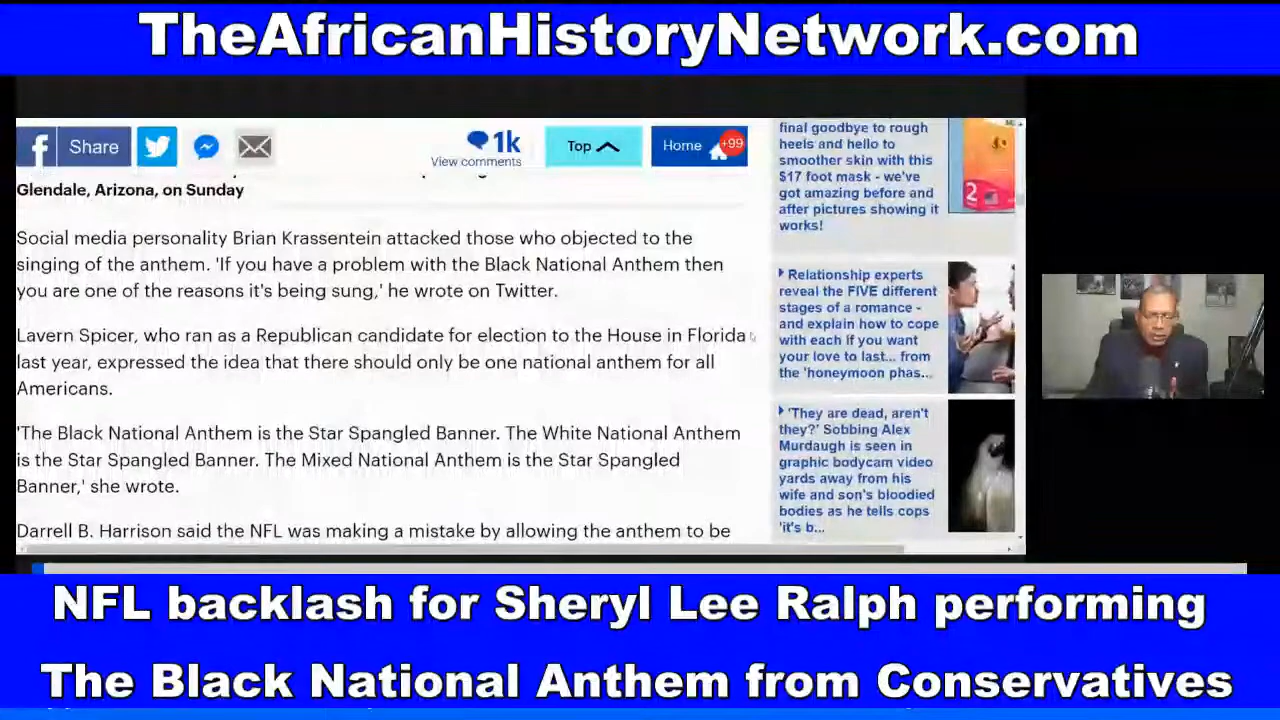 TheAfricanHistoryNetwork.com
Share
1k
View comments
Top
Home
+99
Glendale, Arizona, on Sunday
Social media personality Brian Krassentein attacked those who objected to the
singing of the anthem. 'If you have a problem with the Black National Anthem then
you are one of the reasons it's being sung,' he wrote on Twitter.
Lavern Spicer, who ran as a Republican candidate for election to the House in Florida
last year, expressed the idea that there should only be one national anthem for all
Americans.
'The Black National Anthem is the Star Spangled Banner. The White National Anthem
is the Star Spangled Banner. The Mixed National Anthem is the Star Spangled
Banner,' she wrote.
Darrell B. Harrison said the NFL was making a mistake by allowing the anthem to be
final goodbye to rough
heels and hello to
smoother skin with this
$17 foot mask - we've
got amazing before and
after pictures showing it
works!
2
Relationship experts
reveal the FIVE different
stages of a romance -
and explain how to cope
with each if you want
your love to last... from
the 'honeymoon phas...
'They are dead, aren't
they?' Sobbing Alex
Murdaugh is seen in
graphic bodycam video
yards away from his
wife and son's bloodied
bodies as he tells cops
'it's b...
NFL backlash for Sheryl Lee Ralph performing
The Black National Anthem from Conservatives